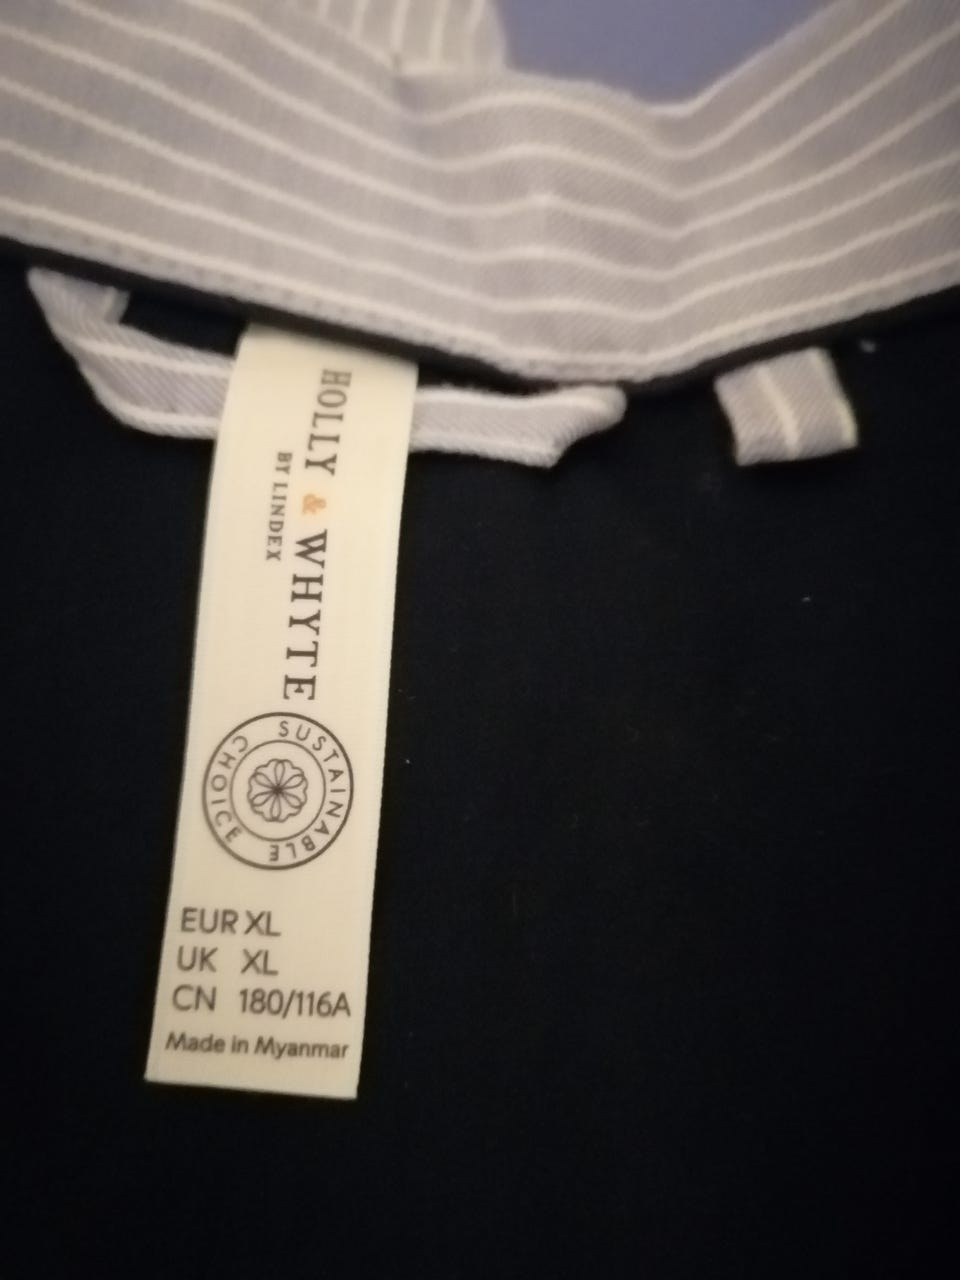 HOLLY & WHYTE
BY LINDEX
SUSTAINABLE CHOICE
EUR XL
UK XL
CN 180/116A
Made in Myanmar